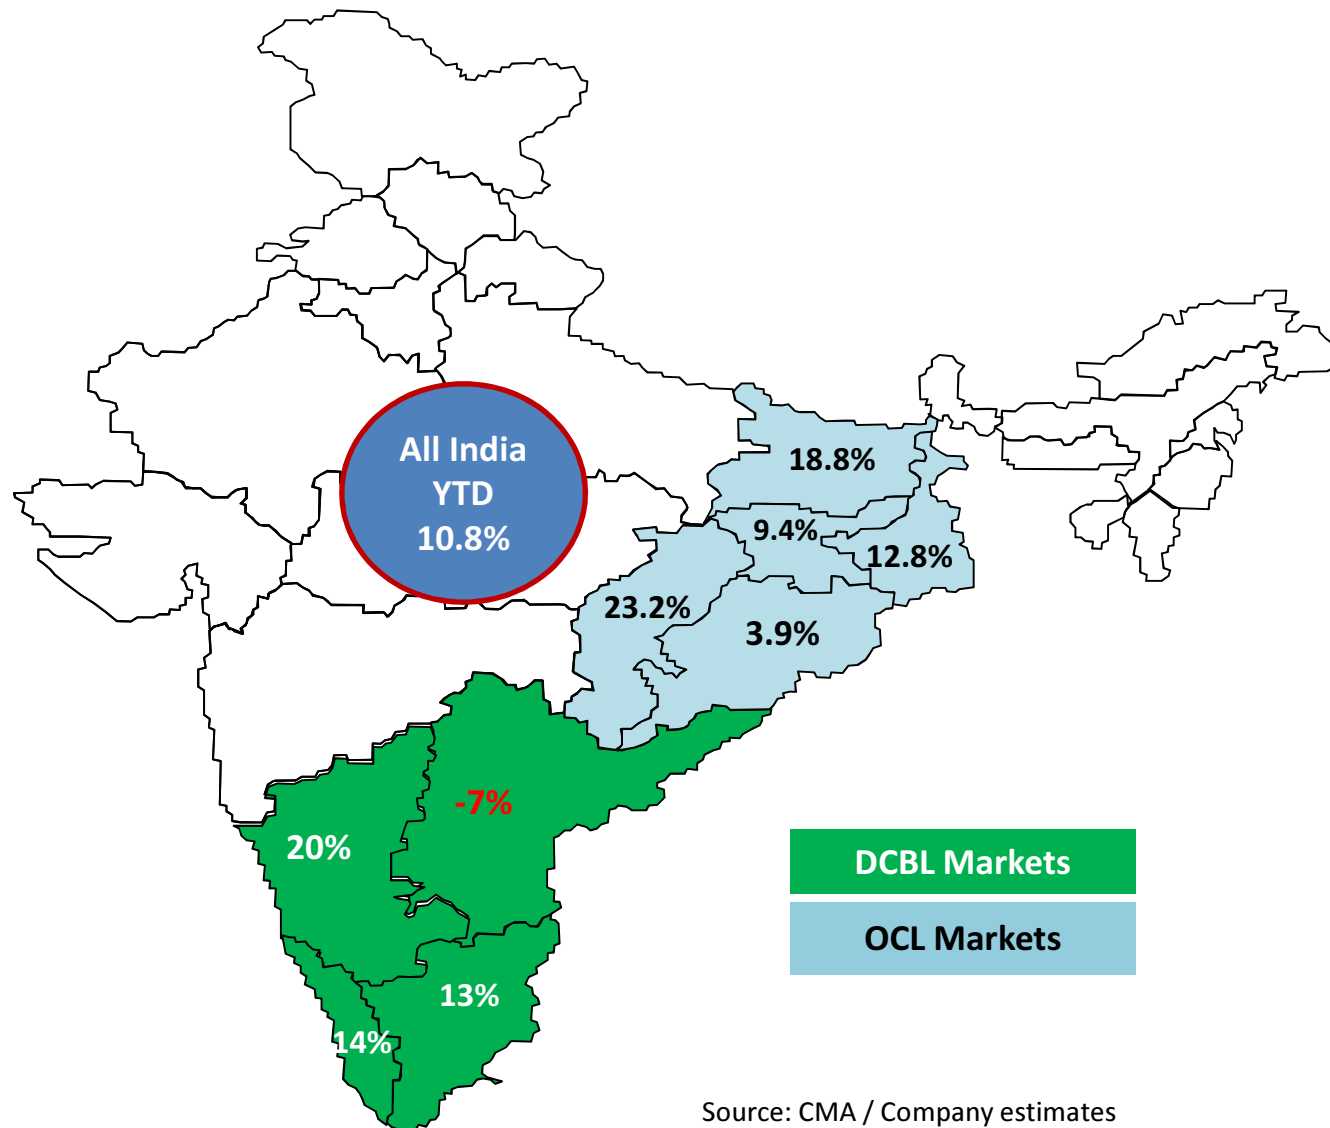 All India
YTD
10.8%
18.8%
9.4%
12.8%
23.2%
3.9%
-7%
20%
13%
14%
DCBL Markets
OCL Markets
Source: CMA / Company estimates